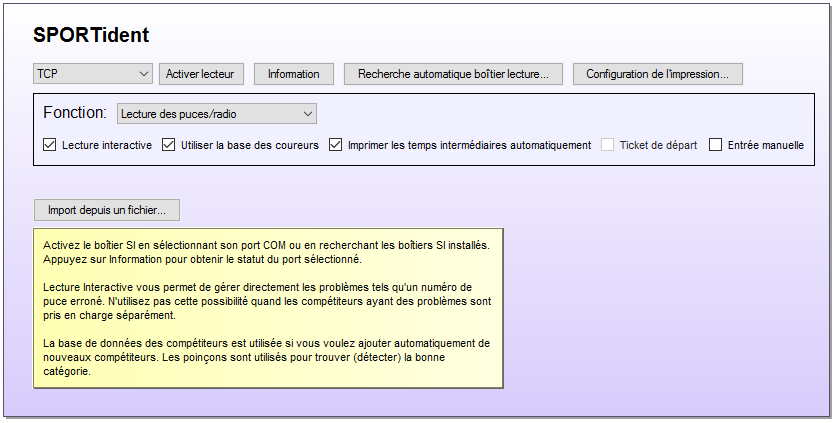 SPORTident
TCP Activer lecteur Information Recherche automatique boîtier lecture... Configuration de l'impression...
Fonction: Lecture des puces/radio
Lecture interactive Utiliser la base des coureurs Imprimer les temps intermédiaires automatiquement Ticket de départ Entrée manuelle
Import depuis un fichier...
Activez le boîtier SI en sélectionnant son port COM ou en recherchant les boîtiers SI installés.
Appuyez sur Information pour obtenir le statut du port sélectionné.
Lecture Interactive vous permet de gérer directement les problèmes tels qu'un numéro de
puce erroné. N'utilisez pas cette possibilité quand les compétiteurs ayant des problèmes sont
pris en charge séparément.
La base de données des compétiteurs est utilisée si vous voulez ajouter automatiquement de
nouveaux compétiteurs. Les poinçons sont utilisés pour trouver (détecter) la bonne
catégorie.